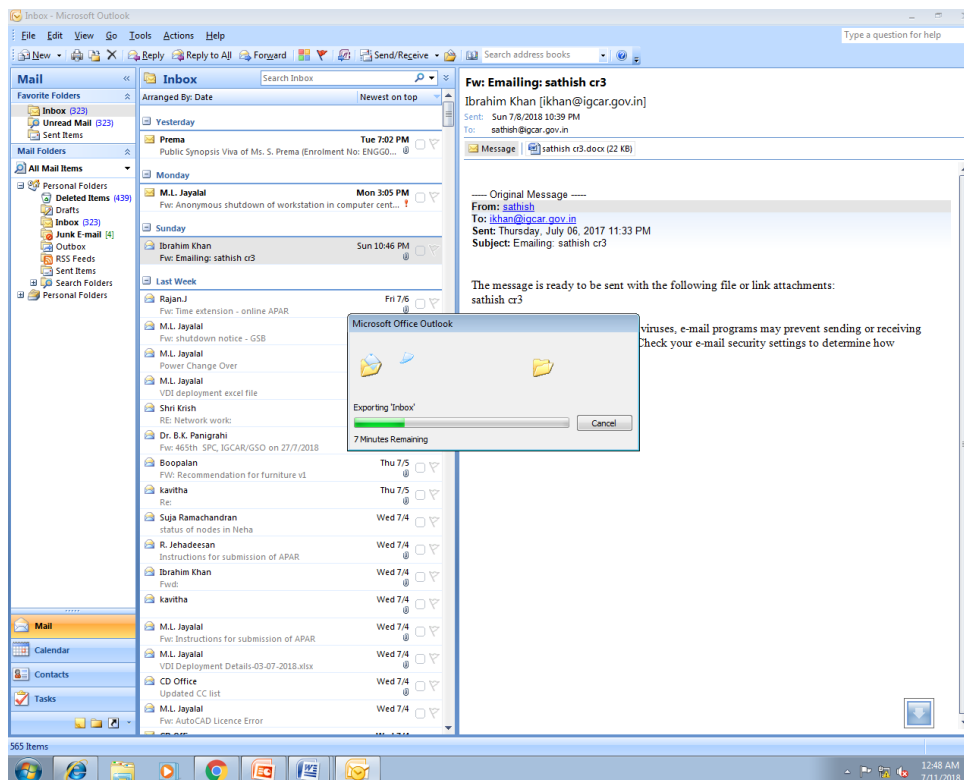 Inbox - Microsoft Outlook
File Edit View Go Tools Actions Help
Type a question for help
New Reply Reply to All Forward Send/Receive Search address books
Mail
Favorite Folders
Inbox (323)
Unread Mail (323)
Sent Items
Mail Folders
All Mail Items
Personal Folders
Deleted Items (439)
Drafts
Inbox (323)
Junk E-mail [4]
Outbox
RSS Feeds
Sent Items
Search Folders
Personal Folders
Mail
Calendar
Contacts
Tasks
Inbox
Search Inbox
Arranged By: Date Newest on top
Yesterday
Prema Tue 7:02 PM
Public Synopsis Viva of Ms. S. Prema (Enrolment No: ENGG0...
Monday
M.L. Jayalal Mon 3:05 PM
Fw: Anonymous shutdown of workstation in computer cent...
Sunday
Ibrahim Khan Sun 10:46 PM
Fw: Emailing: sathish cr3
Last Week
Rajan.J Fri 7/6
Fw: Time extension - online APAR
M.L. Jayalal
Fw: shutdown notice - GSB
M.L. Jayalal
Power Change Over
M.L. Jayalal
VDI deployment excel file
Shri Krish
RE: Network work:
Dr. B.K. Panigrahi
Fw: 465th SPC, IGCAR/GSO on 27/7/2018
Boopalan Thu 7/5
FW: Recommendation for furniture v1
kavitha Thu 7/5
Re:
Suja Ramachandran Wed 7/4
status of nodes in Neha
R. Jehadeesan Wed 7/4
Instructions for submission of APAR
Ibrahim Khan Wed 7/4
Fwd:
kavitha Wed 7/4
M.L. Jayalal Wed 7/4
Fw: Instructions for submission of APAR
M.L. Jayalal Wed 7/4
VDI Deployment Details-03-07-2018.xlsx
CD Office Wed 7/4
Updated CC list
M.L. Jayalal Wed 7/4
Fw: AutoCAD Licence Error
Fw: Emailing: sathish cr3
Ibrahim Khan [ikhan@igcar.gov.in]
Sent: Sun 7/8/2018 10:39 PM
To: sathish@igcar.gov.in
Message sathish cr3.docx (22 KB)
----- Original Message -----
From: sathish
To: ikhan@igcar.gov.in
Sent: Thursday, July 06, 2017 11:33 PM
Subject: Emailing: sathish cr3
The message is ready to be sent with the following file or link attachments:
sathish cr3
viruses, e-mail programs may prevent sending or receiving
Check your e-mail security settings to determine how
Microsoft Office Outlook
Exporting 'Inbox'
Cancel
7 Minutes Remaining
565 Items
12:48 AM
7/11/2018